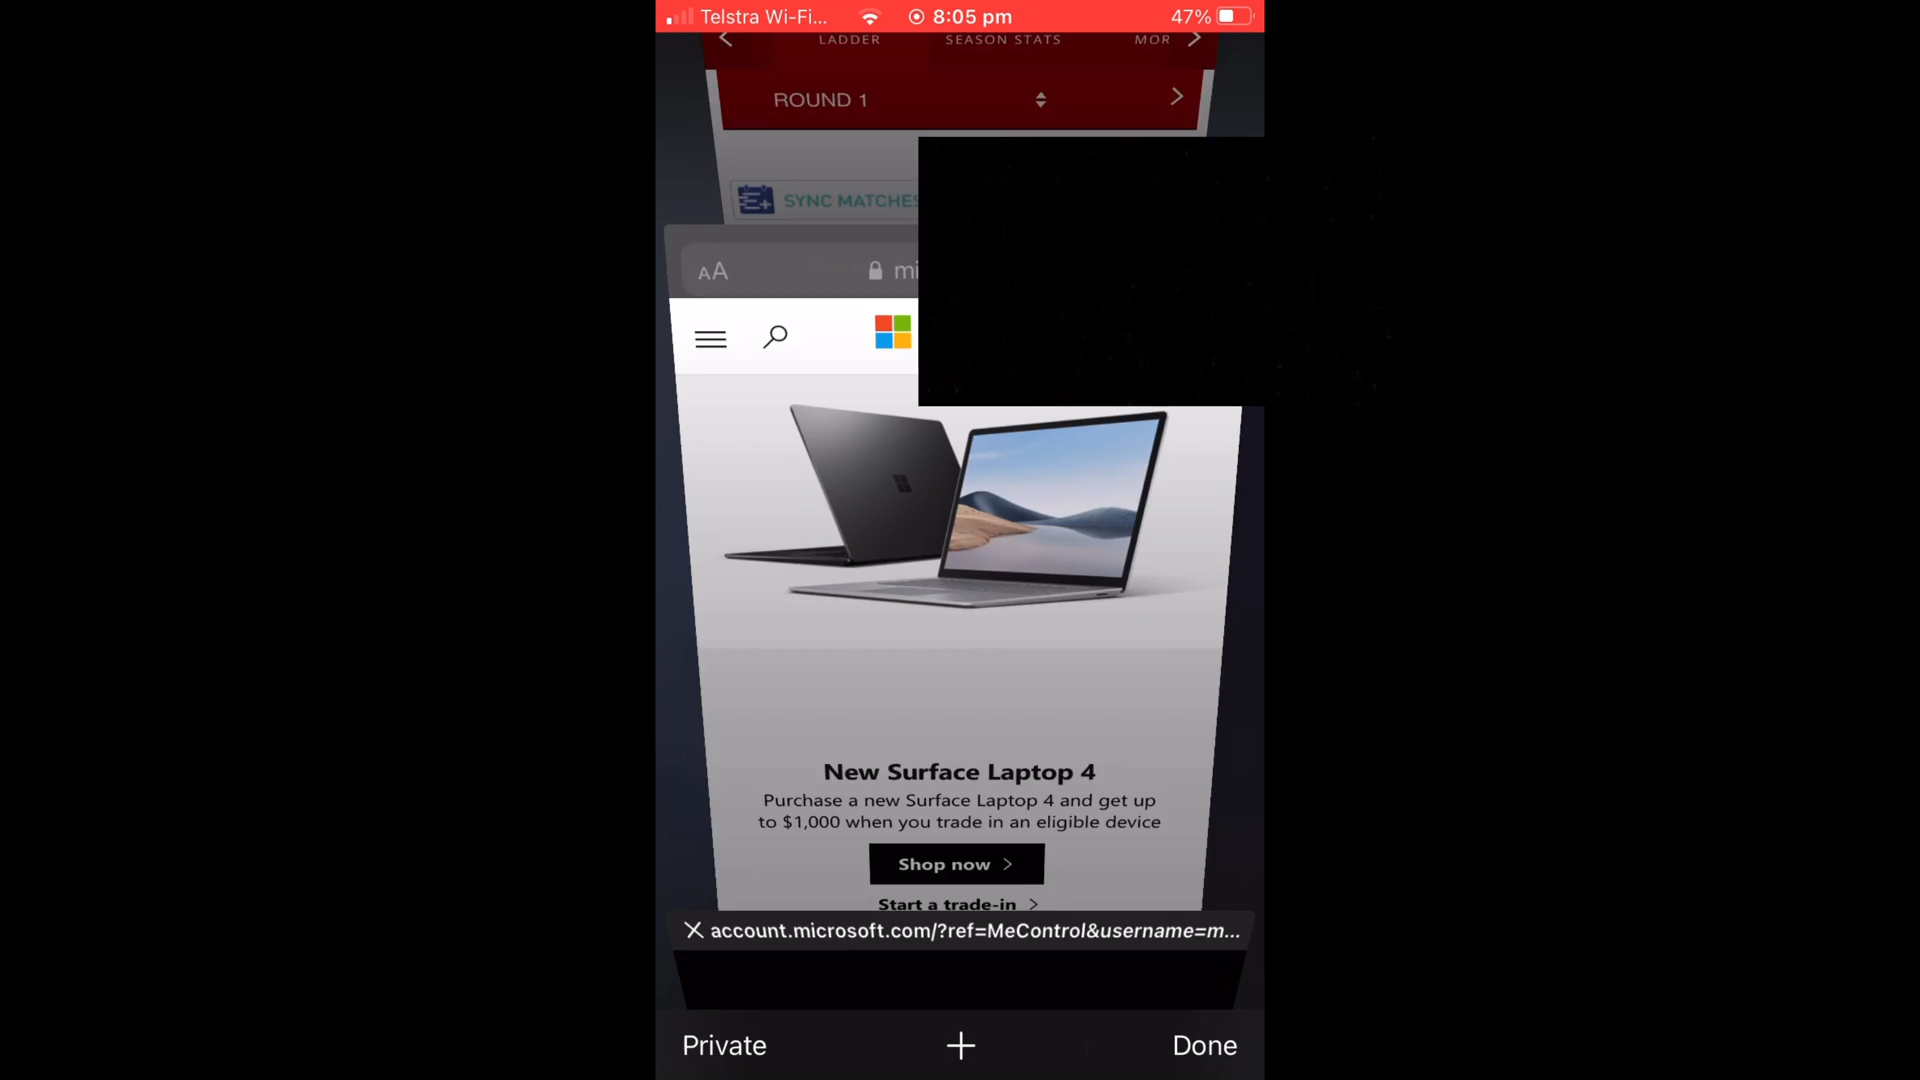 Telstra Wi-Fi... 8:05 pm 47%
LADDER SEASON STATS MOR
ROUND 1
SYNC MATCHES
AA mi
New Surface Laptop 4
Purchase a new Surface Laptop 4 and get up
to $1,000 when you trade in an eligible device
Shop now
Start a trade-in
account.microsoft.com/?ref=MeControl&username=m...
Private Done